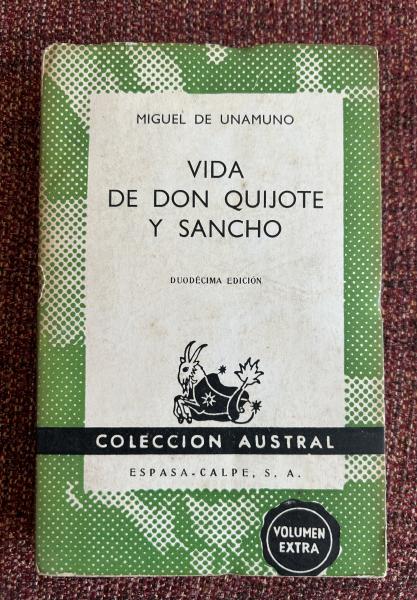 MIGUEL DE UNAMUNO
VIDA
DE DON QUIJOTE
Y SANCHO
DUODÉCIMA EDICIÓN
COLECCION AUSTRAL
ESPASA-CALPE, S. A.
VOLUMEN
EXTRA